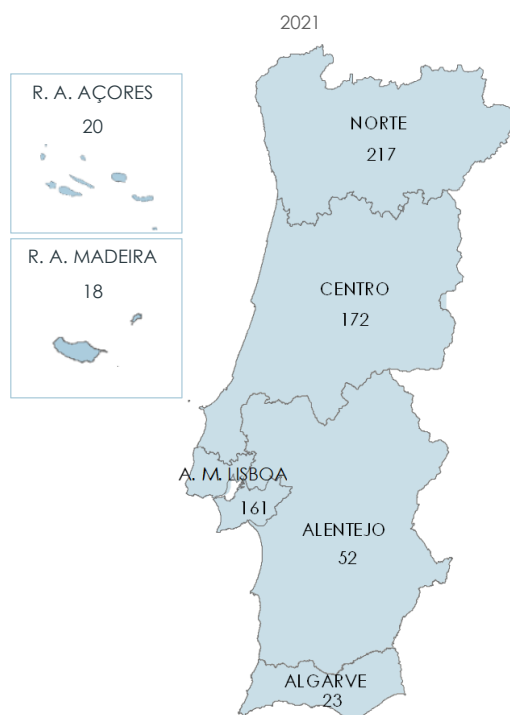 2021
R. A. AÇORES
20
R. A. MADEIRA
18
NORTE
217
CENTRO
172
A. M. LISBOA
161
ALENTEJO
52
ALGARVE
23